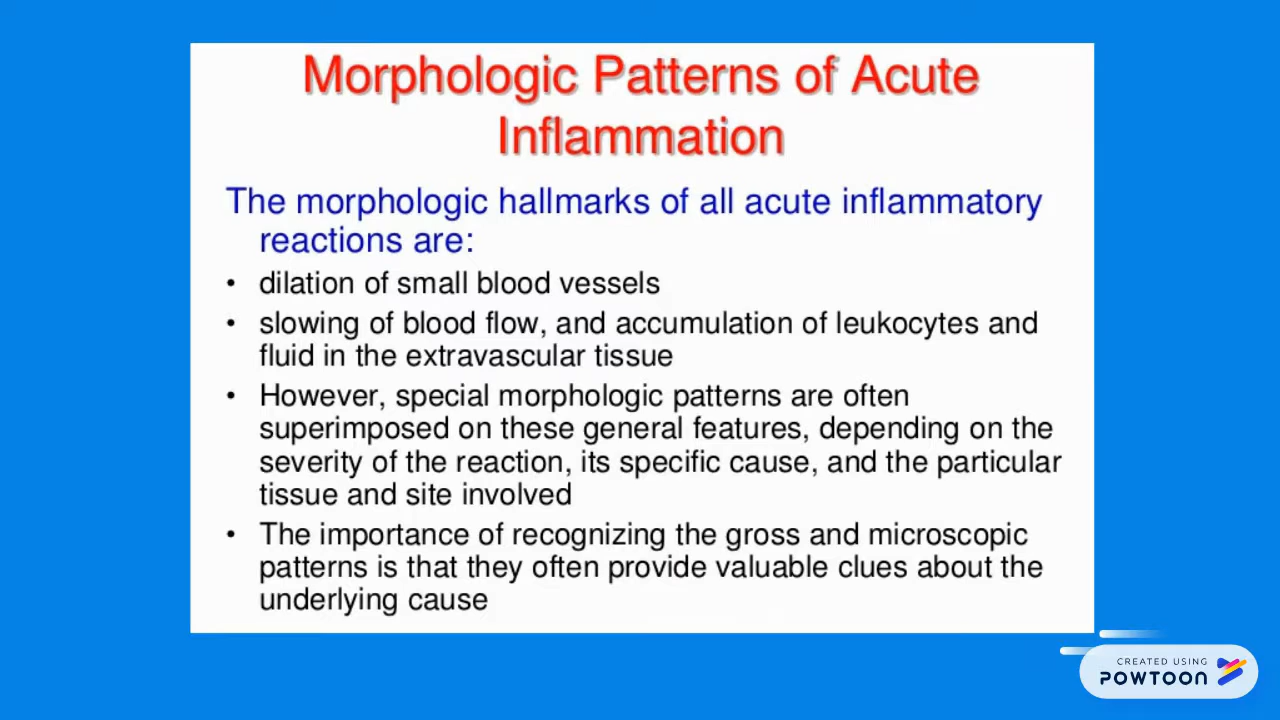 Morphologic Patterns of Acute
Inflammation
The morphologic hallmarks of all acute inflammatory
reactions are:
• dilation of small blood vessels
• slowing of blood flow, and accumulation of leukocytes and
fluid in the extravascular tissue
• However, special morphologic patterns are often
superimposed on these general features, depending on the
severity of the reaction, its specific cause, and the particular
tissue and site involved
• The importance of recognizing the gross and microscopic
patterns is that they often provide valuable clues about the
underlying cause
CREATED USING
POWTOON